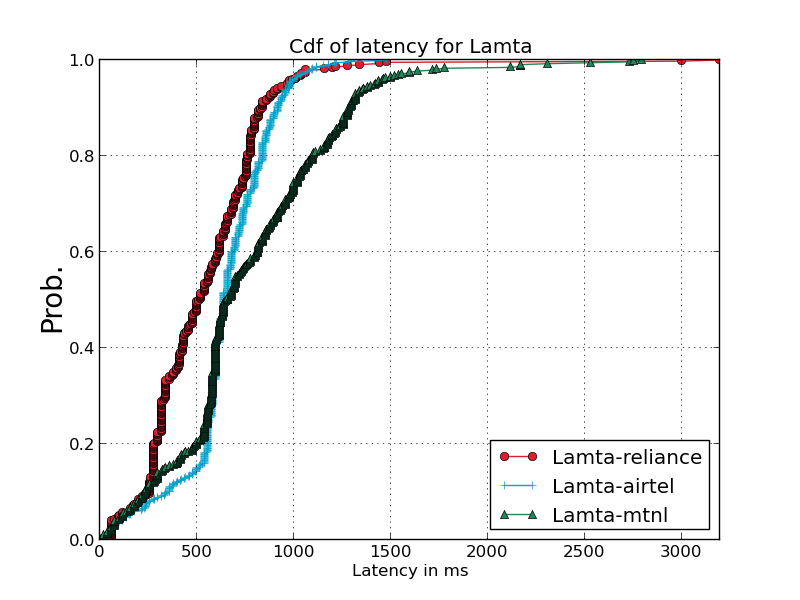 Cdf of latency for Lamta
1.0
0.8
0.6
0.4
0.2
0.0
Prob.
0 500 1000 1500 2000 2500 3000
Latency in ms
Lamta-reliance
Lamta-airtel
Lamta-mtnl